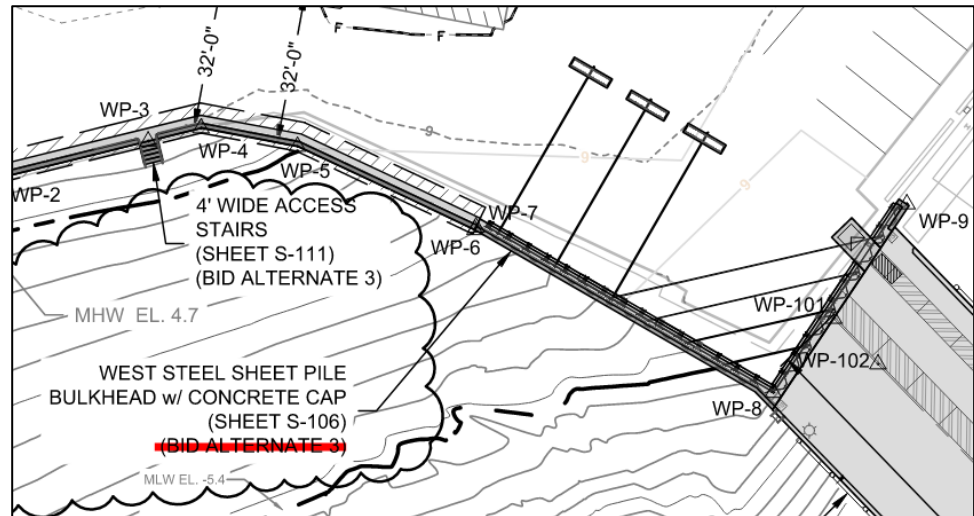 F
F
32'-0"
32'-0"
WP-3
WP-4
9
9
WP-5
WP-2
4' WIDE ACCESS
STAIRS
(SHEET S-111)
(BID ALTERNATE 3)
WP-7
WP-6
9
WP-9
MHW EL. 4.7
WP-101
WP-102
WEST STEEL SHEET PILE
BULKHEAD w/ CONCRETE CAP
(SHEET S-106)
(BID ALTERNATE 3)
WP-8
MLW EL. -5.4